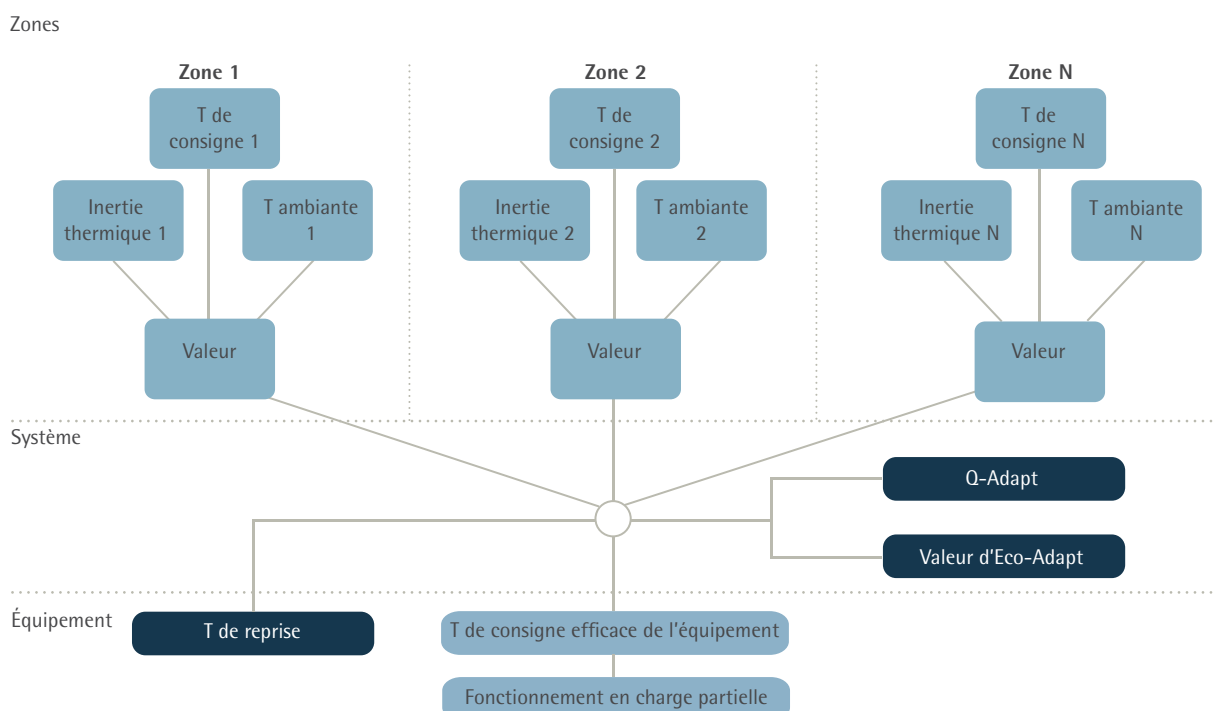 Zones
Zone 1
Zone 2
Zone N
T de
consigne 1
T de
consigne 2
T de
consigne N
Inertie
thermique 1
T ambiante
1
Inertie
thermique 2
T ambiante
2
Inertie
thermique N
T ambiante
N
Valeur
Valeur
Valeur
Système
Q-Adapt
Valeur d'Eco-Adapt
Équipement
T de reprise
T de consigne efficace de l'équipement
Fonctionnement en charge partielle